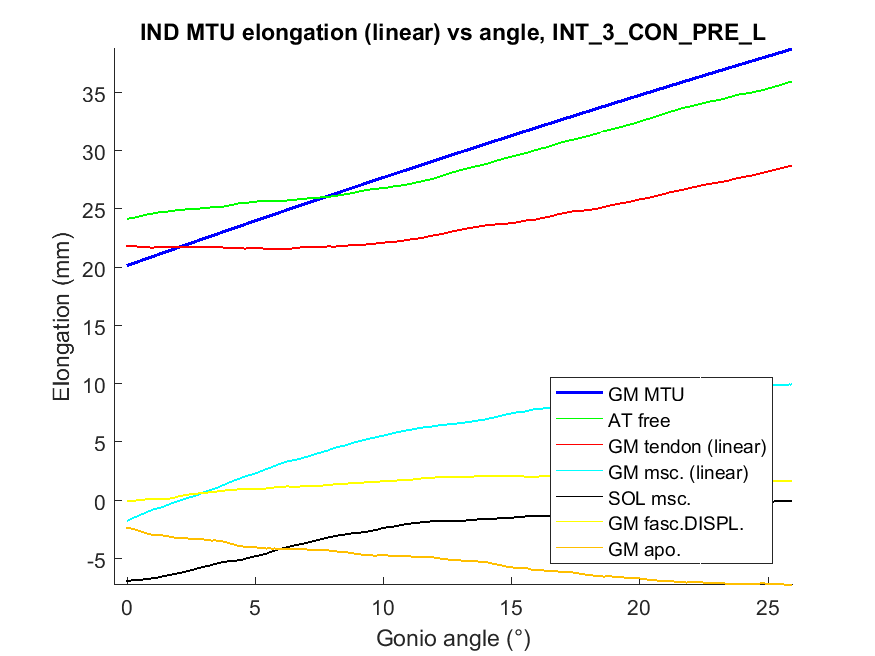 IND MTU elongation (linear) vs angle, INT_3_CON_PRE_L
Elongation (mm)
35
30
25
20
15
10
5
0
-5
GM MTU
AT free
GM tendon (linear)
GM msc. (linear)
SOL msc.
GM fasc.DISPL.
GM apo.
0 5 10 15 20 25
Gonio angle (°)